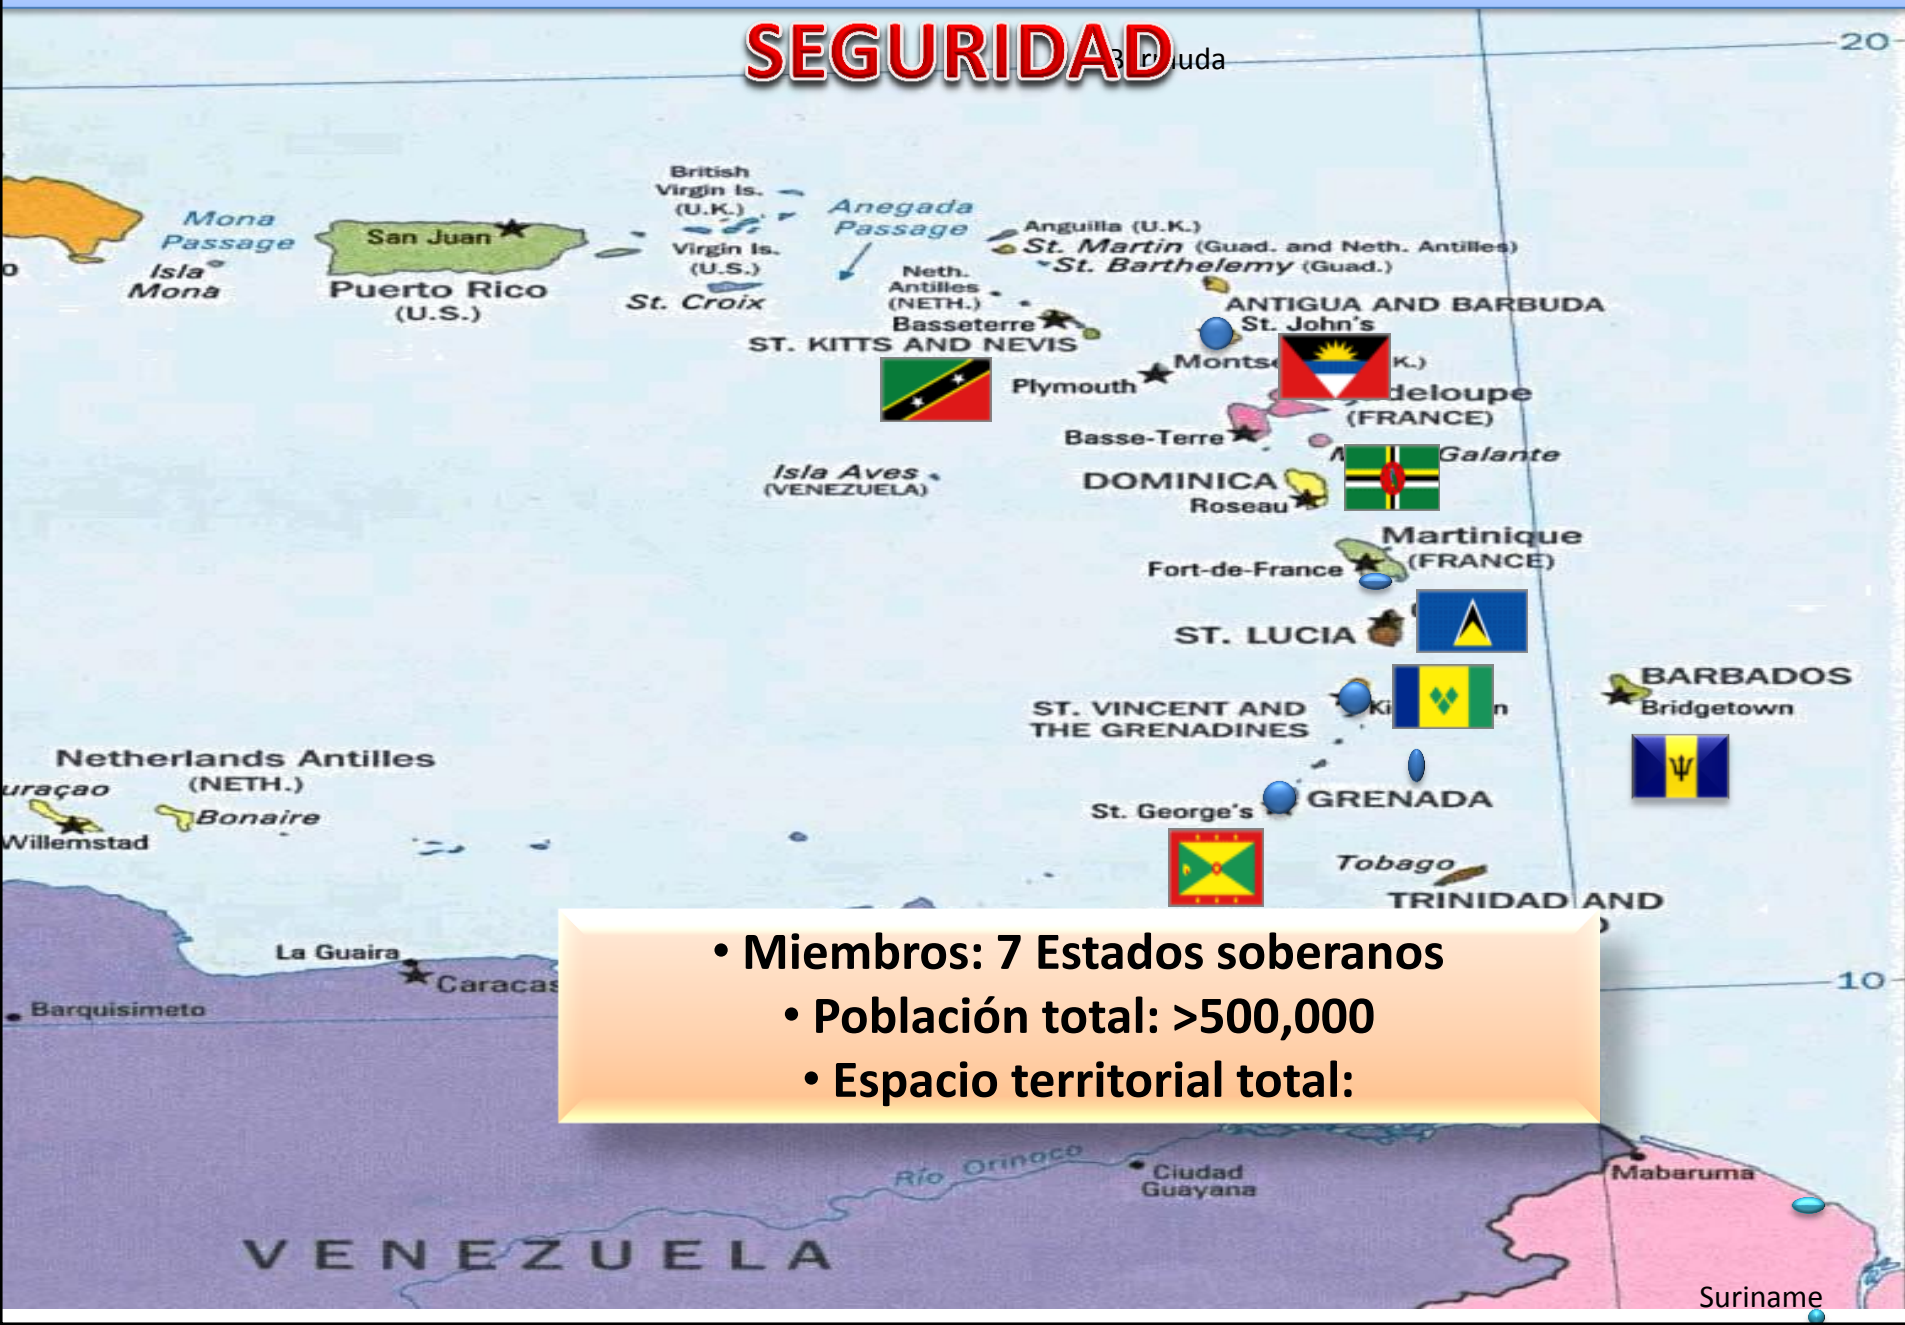 SEGURIDAD
20
British
Virgin Is.
(U.K.)
Mona
Passage
Anegada
Passage
San Juan
Anguilla (U.K.)
St. Martin (Guad. and Neth. Antilles)
St. Barthelemy (Guad.)
Virgin Is.
(U.S.)
Isla
Mona
Puerto Rico
(U.S.)
St. Croix
Neth.
Antilles
(NETH.)
Basseterre
ST. KITTS AND NEVIS
ANTIGUA AND BARBUDA
St. John's
Plymouth
(FRANCE)
Basse-Terre
Galante
Isla Aves
(VENEZUELA)
DOMINICA
Roseau
Martinique
(FRANCE)
Fort-de-France
ST. LUCIA
BARBADOS
Bridgetown
ST. VINCENT AND
THE GRENADINES
Netherlands Antilles
(NETH.)
Bonaire
Willemstad
St. George's
GRENADA
Tobago
TRINIDAD AND
La Guaira
Caracas
Barquisimeto
• Miembros: 7 Estados soberanos
• Población total: >500,000
• Espacio territorial total:
10
Río Orinoco
Ciudad
Guayana
Mabaruma
VENEZUELA
Suriname